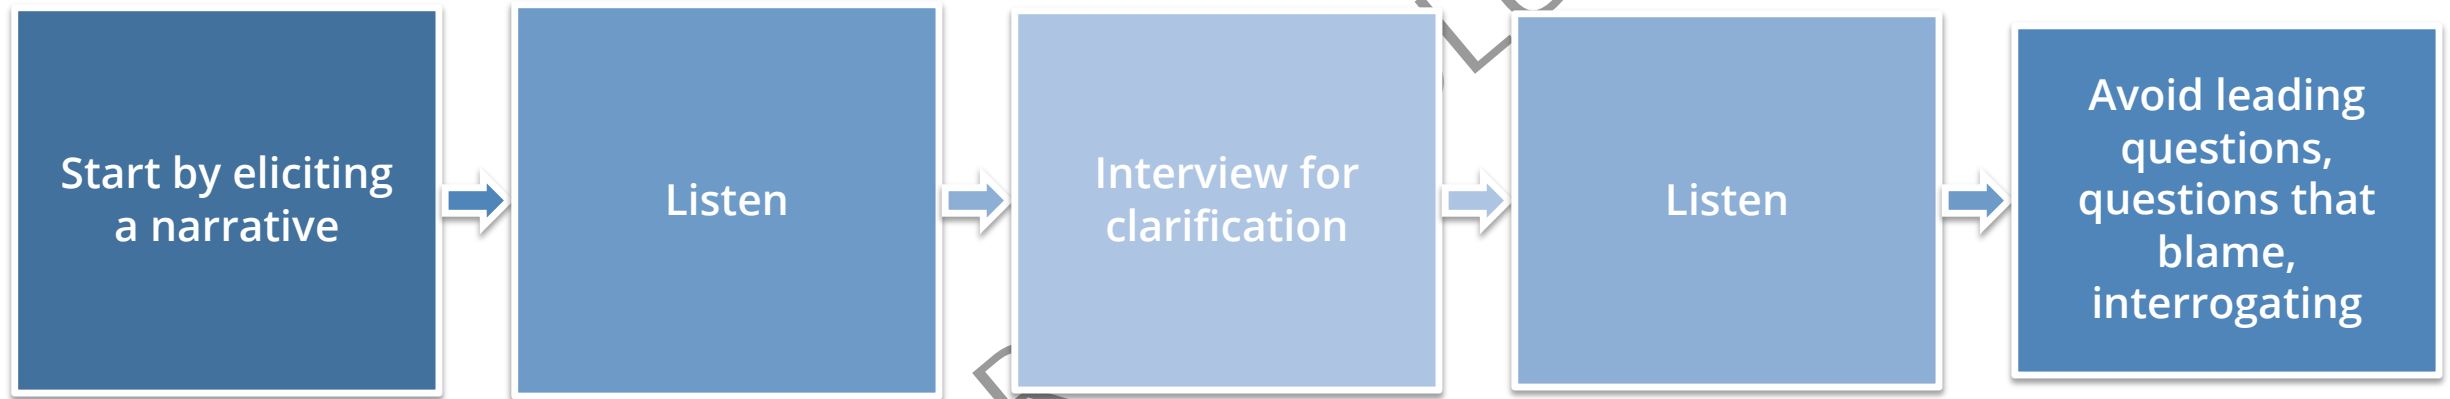 Start by eliciting
a narrative
Listen
Interview for
clarification
Listen
Avoid leading
questions,
questions that
blame,
interrogating